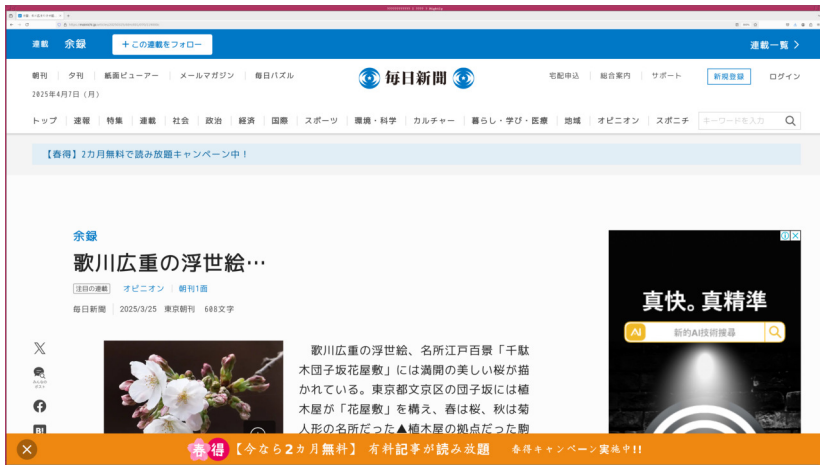 連載 余録 +この連載をフォロー 連載一覧 >
朝刊 夕刊 紙面ビューアー メールマガジン 毎日パズル 毎日新聞 宅配申込 総合案内 サポート 新規登録 ログイン
2025年4月7日 (月)
トップ 速報 特集 連載 社会 政治 経済 国際 スポーツ 環境・科学 カルチャー 暮らし・学び・医療 地域 オピニオン スポニチ キーワードを入力
【春得】2カ月無料で読み放題キャンペーン中!
余録
歌川広重の浮世絵…
注目の連載 オピニオン 朝刊1面
毎日新聞 2025/3/25 東京朝刊 608文字
歌川広重の浮世絵、名所江戸百景「千駄
木団子坂花屋敷」には満開の美しい桜が描
かれている。東京都文京区の団子坂には植
木屋が「花屋敷」を構え、春は桜、秋は菊
人形の名所だった▲植木屋の拠点だった駒
みんなの
ポスト
B!
真快。真精準
AI 新約AI技術搜尋
春得【今なら2カ月無料】 有料記事が読み放題 春得キャンペーン実施中!!